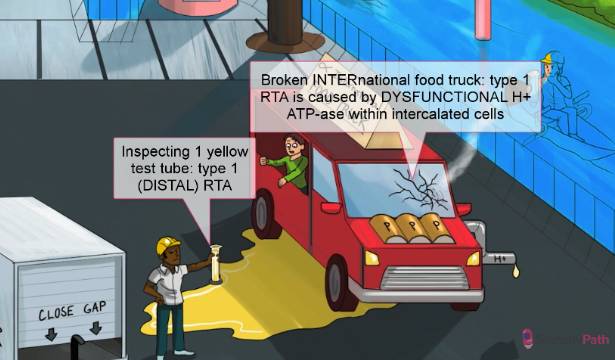 Broken INTERnational food truck: type 1
RTA is caused by DYSFUNCTIONAL H+
ATP-ase within intercalated cells
Inspecting 1 yellow
test tube: type 1
(DISTAL) RTA
P P P
H+
CLOSE GAP
Path